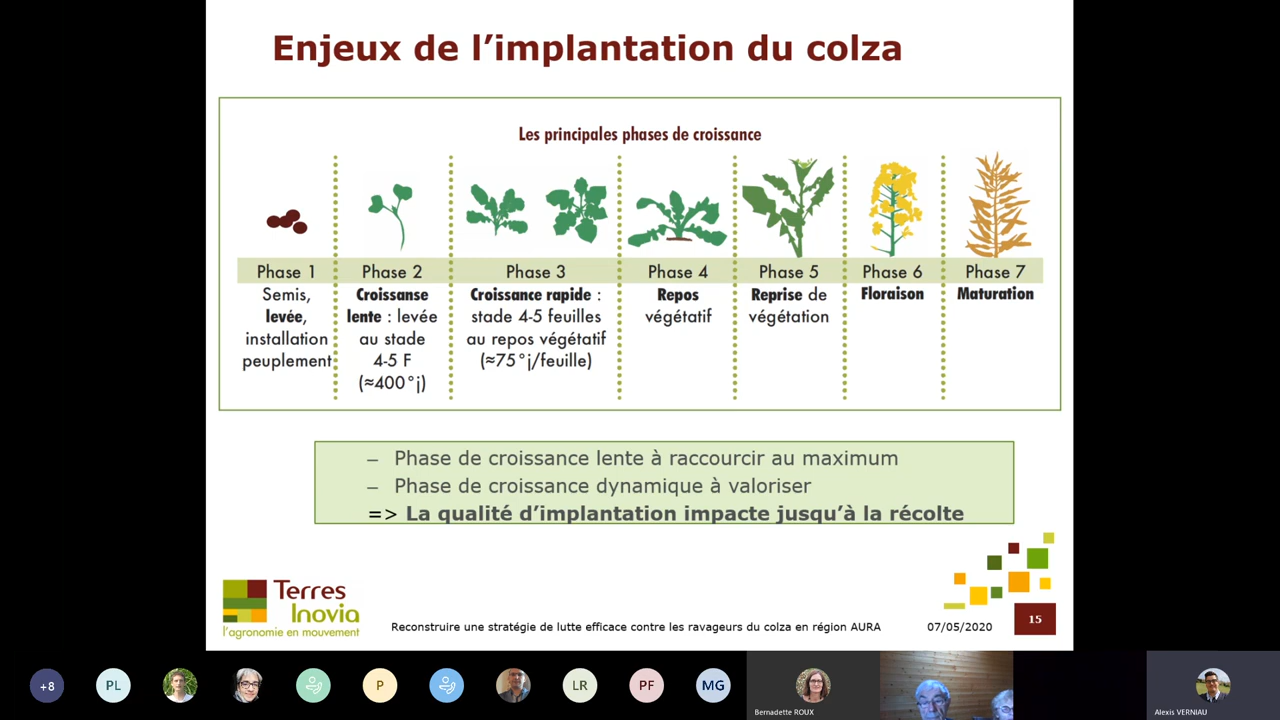 Enjeux de l’implantation du colza
Les principales phases de croissance
Phase 1
Semis,
levée,
installation
peuplement
Phase 2
Croissanse
lente : levée
au stade
4-5 F
(≈400°j)
Phase 3
Croissance rapide :
stade 4-5 feuilles
au repos végétatif
(≈75°j/feuille)
Phase 4
Repos
végétatif
Phase 5
Reprise de
végétation
Phase 6
Floraison
Phase 7
Maturation
– Phase de croissance lente à raccourcir au maximum
– Phase de croissance dynamique à valoriser
=> La qualité d’implantation impacte jusqu’à la récolte
Terres
Inovia
l’agronomie en mouvement
Reconstruire une stratégie de lutte efficace contre les ravageurs du colza en région AURA
07/05/2020
15
+8
PL
P
LR
PF
MG
Bernadette ROUX
Alexis VERNIAU